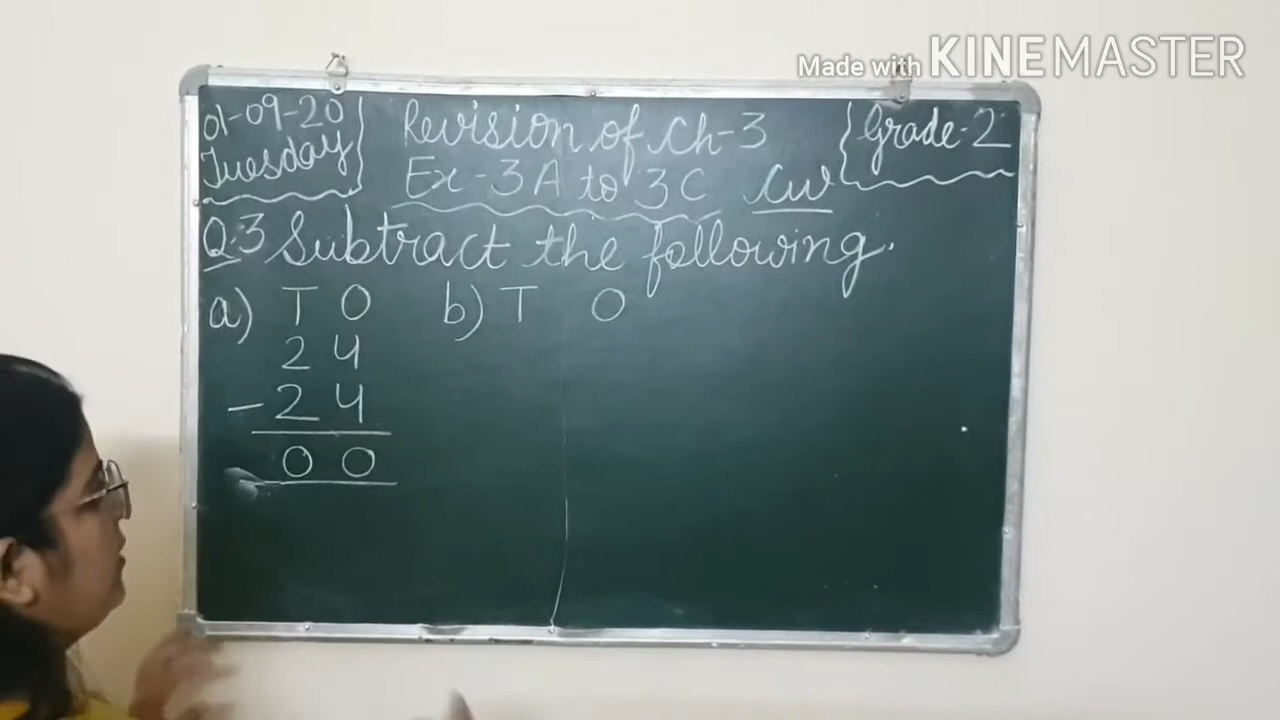 Made with KINEMASTER
01-09-20 Revision of Ch-3 Grade-2
Tuesday Ex-3A to 3C CW
Q.3 Subtract the following.
a) T O b) T O
2 4
- 2 4
0 0